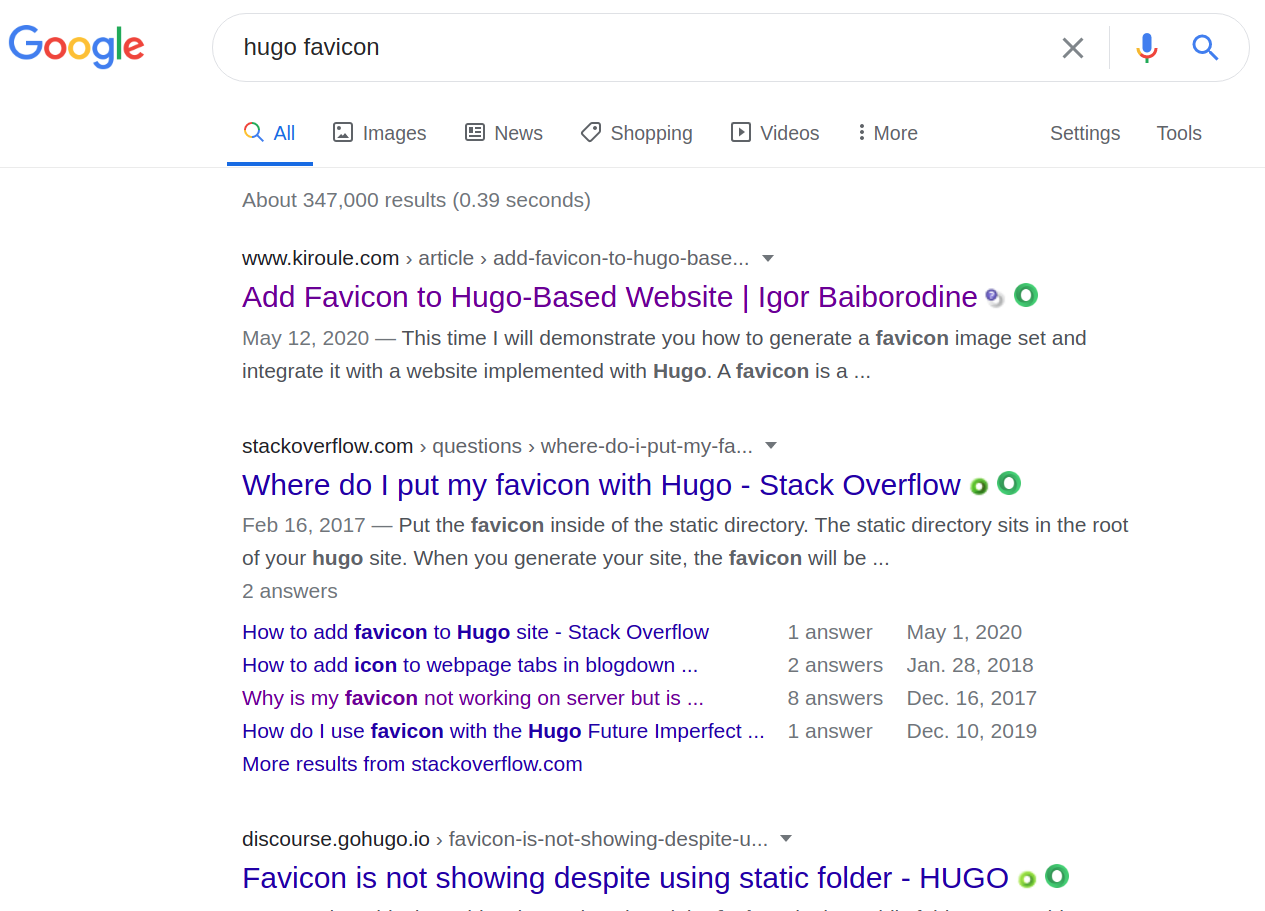 Google
hugo favicon
All Images News Shopping Videos More Settings Tools
About 347,000 results (0.39 seconds)
www.kiroule.com › article › add-favicon-to-hugo-base...
Add Favicon to Hugo-Based Website | Igor Baiborodine
May 12, 2020 — This time I will demonstrate you how to generate a favicon image set and
integrate it with a website implemented with Hugo. A favicon is a ...
stackoverflow.com › questions › where-do-i-put-my-fa...
Where do I put my favicon with Hugo - Stack Overflow
Feb 16, 2017 — Put the favicon inside of the static directory. The static directory sits in the root
of your hugo site. When you generate your site, the favicon will be ...
2 answers
How to add favicon to Hugo site - Stack Overflow 1 answer May 1, 2020
How to add icon to webpage tabs in blogdown ... 2 answers Jan. 28, 2018
Why is my favicon not working on server but is ... 8 answers Dec. 16, 2017
How do I use favicon with the Hugo Future Imperfect ... 1 answer Dec. 10, 2019
More results from stackoverflow.com
discourse.gohugo.io › favicon-is-not-showing-despite-u...
Favicon is not showing despite using static folder - HUGO